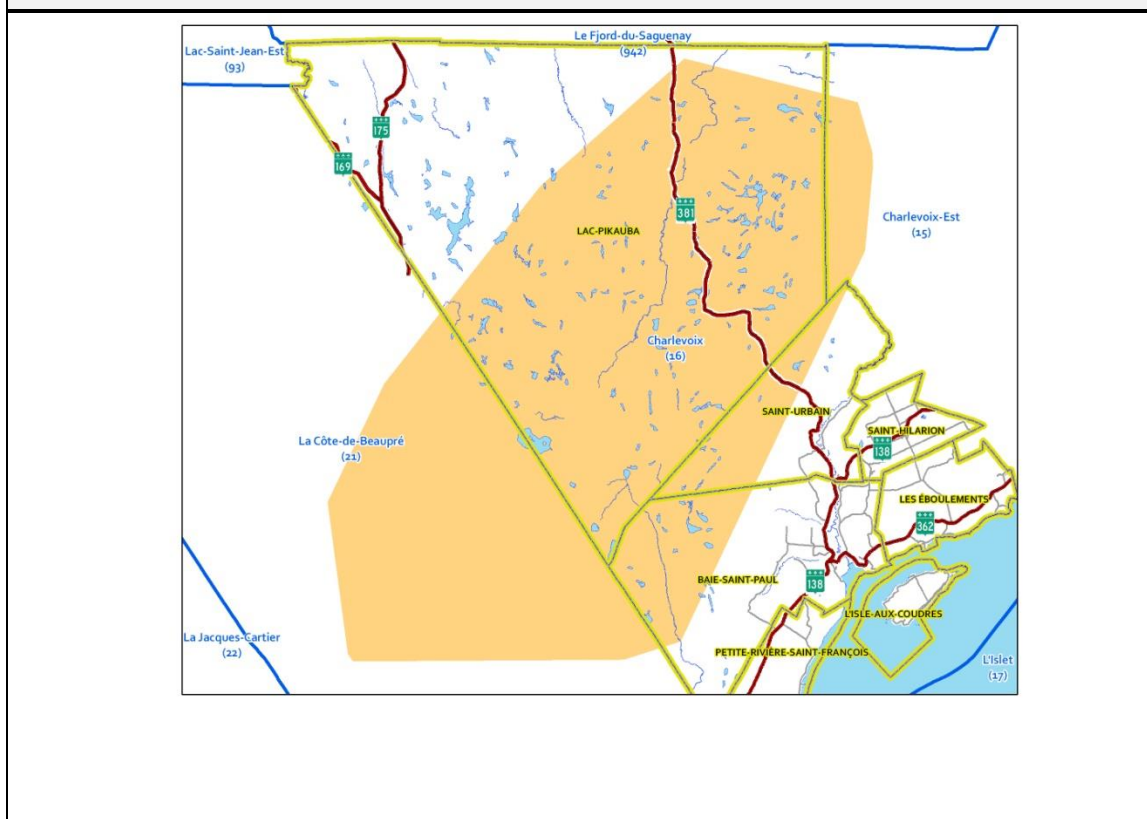 Le Fjord-du-Saguenay
(942)
Lac-Saint-Jean-Est
(93)
175
169
381
Charlevoix-Est
(15)
LAC-PIKAUBA
Charlevoix
(16)
SAINT-URBAIN
SAINT-HILARION
138
La Côte-de-Beaupré
(21)
LES ÉBOULEMENTS
362
BAIE-SAINT-PAUL
138
L'ISLE-AUX-COUDRES
La Jacques-Cartier
(22)
PETITE-RIVIÈRE-SAINT-FRANÇOIS
L'Islet
(17)